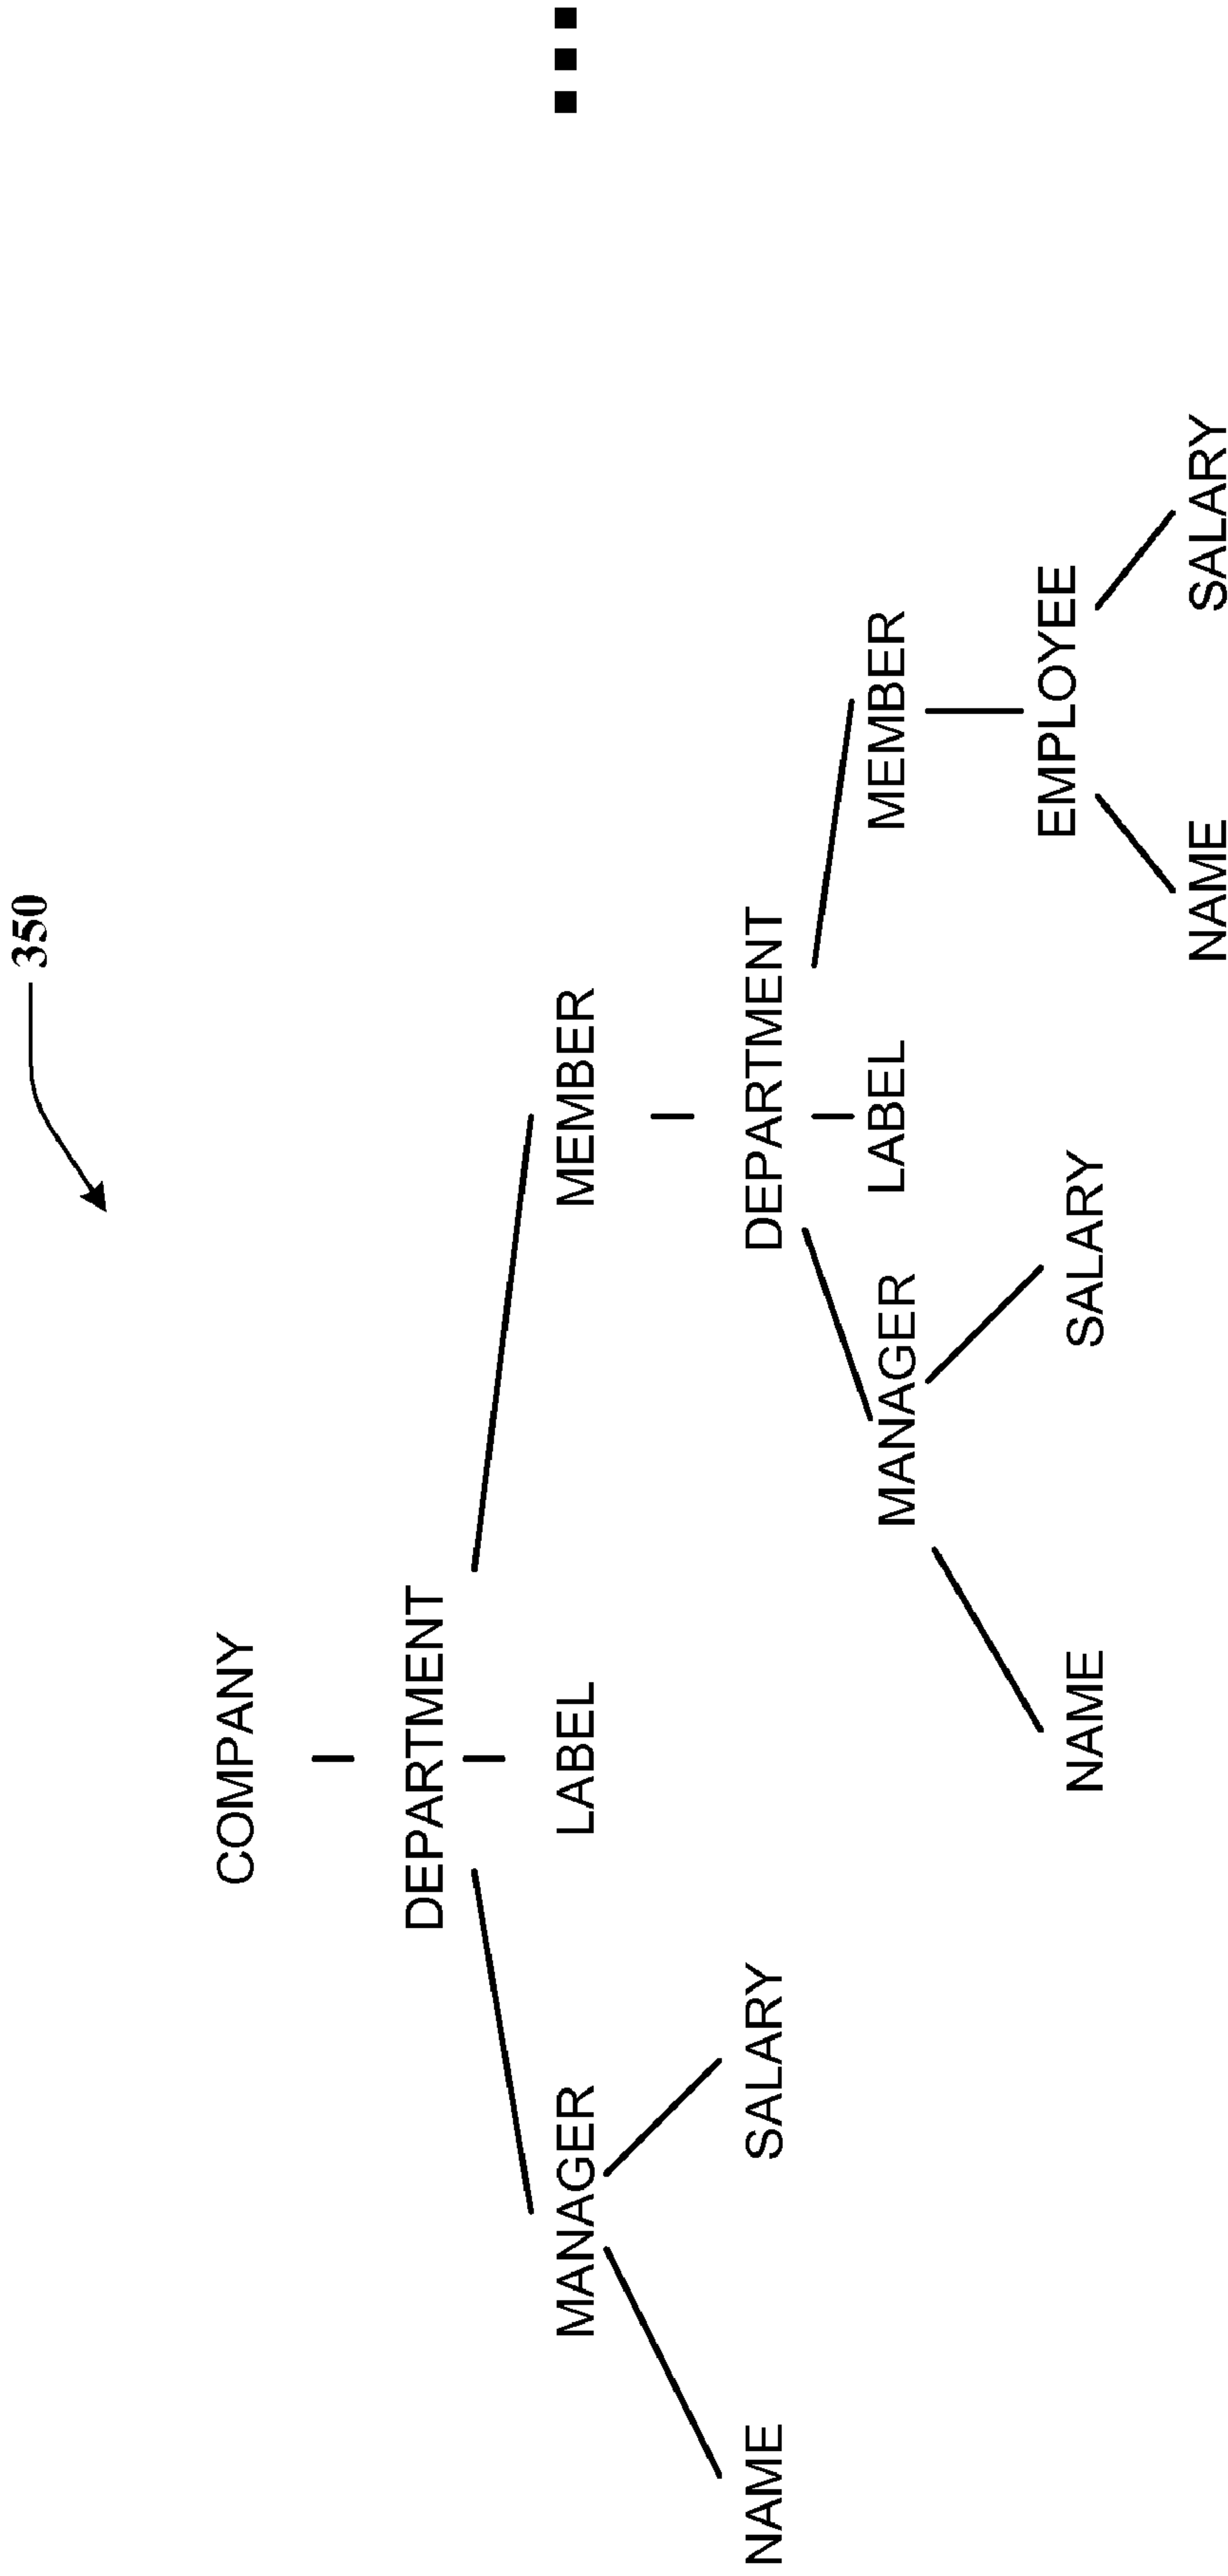 350
COMPANY
DEPARTMENT
MANAGER LABEL MEMBER
NAME SALARY DEPARTMENT
MANAGER LABEL MEMBER
NAME SALARY EMPLOYEE
NAME SALARY